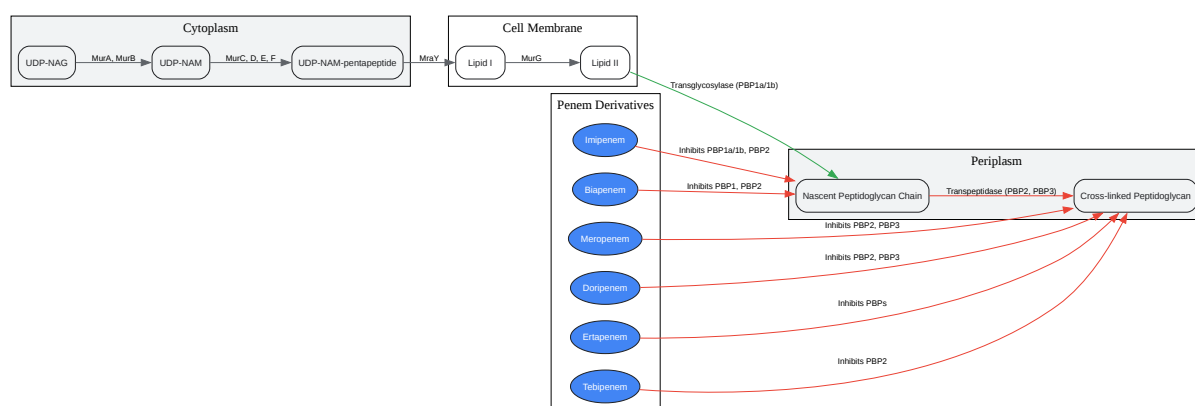 Cytoplasm
UDP-NAG
MurA, MurB
UDP-NAM
MurC, D, E, F
UDP-NAM-pentapeptide
MraY
Cell Membrane
Lipid I
MurG
Lipid II
Transglycosylase (PBP1a/1b)
Penem Derivatives
Imipenem
Inhibits PBP1a/1b, PBP2
Biapenem
Inhibits PBP1, PBP2
Meropenem
Inhibits PBP2, PBP3
Doripenem
Inhibits PBP2, PBP3
Ertapenem
Inhibits PBPs
Tebipenem
Inhibits PBP2
Periplasm
Nascent Peptidoglycan Chain
Transpeptidase (PBP2, PBP3)
Cross-linked Peptidoglycan